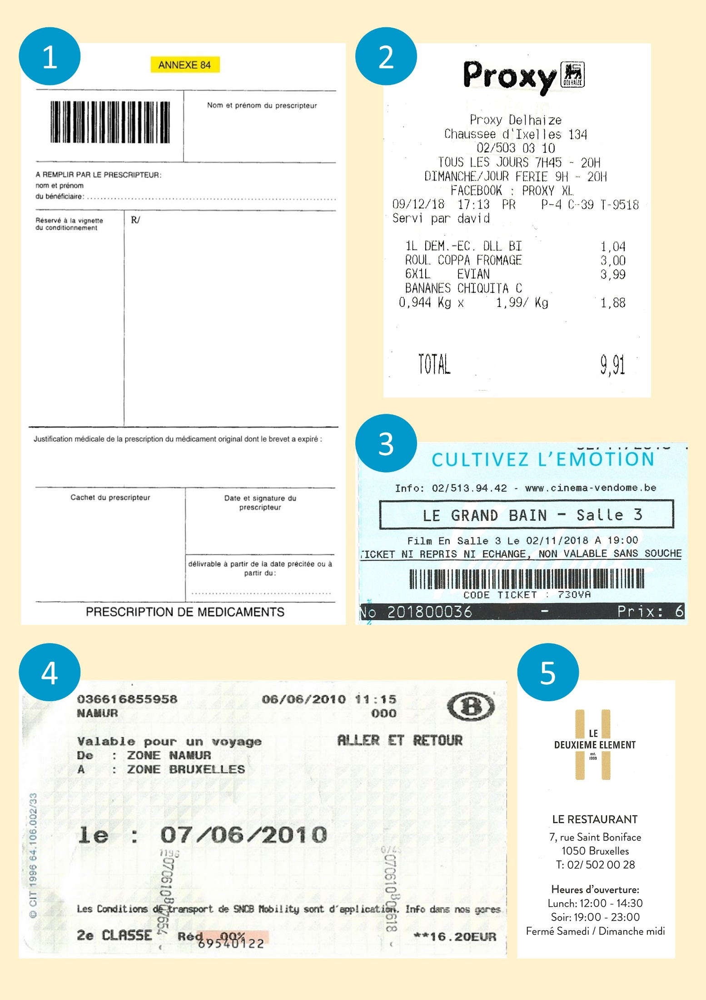 1
ANNEXE 84
Nom et prénom du prescripteur
A REMPLIR PAR LE PRESCRIPTEUR:
nom et prénom
du bénéficiaire:
Réservé à la vignette
du conditionnement
R/
Justification médicale de la prescription du médicament original dont le brevet a expiré :
Cachet du prescripteur
Date et signature du
prescripteur
délivrable à partir de la date précitée ou à
partir du:
PRESCRIPTION DE MEDICAMENTS
2
Proxy
DELHAIZE
Proxy Delhaize
Chaussee d'Ixelles 134
02/503 03 10
TOUS LES JOURS 7H45 - 20H
DIMANCHE/JOUR FERIE 9H - 20H
FACEBOOK : PROXY XL
09/12/18 17:13 PR P-4 C-39 T-9518
Servi par david
1L DEM.-EC. DLL BI 1,04
ROUL COPPA FROMAGE 3,00
6X1L EVIAN 3,99
BANANES CHIQUITA C
0,944 Kg x 1,99/ Kg 1,88
TOTAL 9,91
3
CULTIVEZ L'EMOTION
Info: 02/513.94.42 - www.cinema-vendome.be
LE GRAND BAIN - Salle 3
Film En Salle 3 Le 02/11/2018 A 19:00
TICKET NI REPRIS NI ECHANGE, NON VALABLE SANS SOUCHE
CODE TICKET : 730VA
No 201800036 - Prix: 6
4
036616855958 06/06/2010 11:15
NAMUR 000
B
Valable pour un voyage ALLER ET RETOUR
De : ZONE NAMUR
A : ZONE BRUXELLES
le : 07/06/2010
© CIT 1996 64.106.002/33
Les Conditions de transport de SNCB Mobility sont d'application. Info dans nos gares
2e CLASSE Réd 00% **16.20EUR
69540122
5
LE
DEUXIEME ELEMENT
est.
1999
LE RESTAURANT
7, rue Saint Boniface
1050 Bruxelles
T: 02/ 502 00 28
Heures d'ouverture:
Lunch: 12:00 - 14:30
Soir: 19:00 - 23:00
Fermé Samedi / Dimanche midi